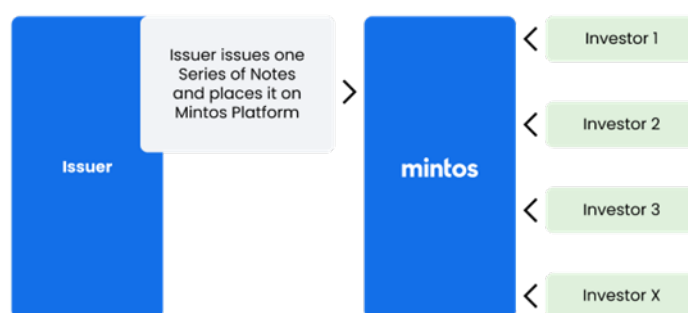 Issuer issues one
Series of Notes
and places it on
Mintos Platform
Issuer
mintos
Investor 1
Investor 2
Investor 3
Investor X